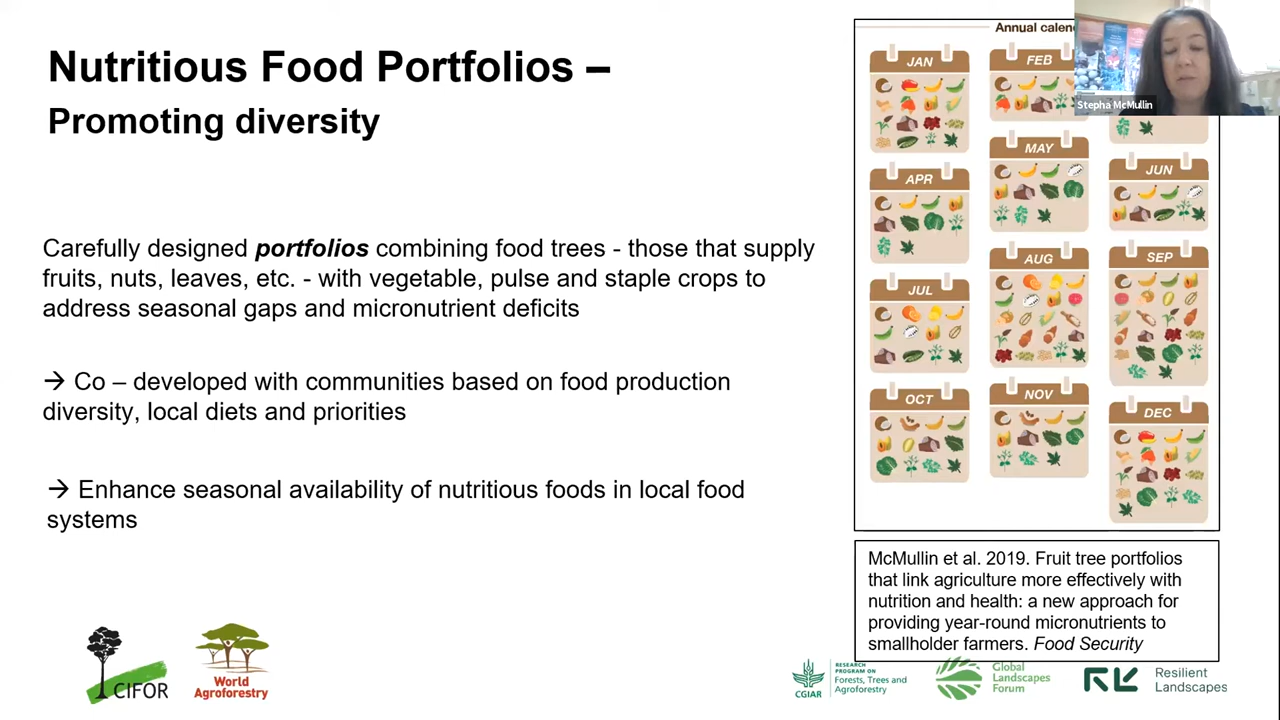 Nutritious Food Portfolios –
Promoting diversity
Carefully designed portfolios combining food trees - those that supply
fruits, nuts, leaves, etc. - with vegetable, pulse and staple crops to
address seasonal gaps and micronutrient deficits
→ Co – developed with communities based on food production
diversity, local diets and priorities
→ Enhance seasonal availability of nutritious foods in local food
systems
Annual
Stepha McMullin
JAN
FEB
APR
MAY
JUN
JUL
AUG
SEP
OCT
NOV
DEC
McMullin et al. 2019. Fruit tree portfolios
that link agriculture more effectively with
nutrition and health: a new approach for
providing year-round micronutrients to
smallholder farmers. Food Security
CIFOR
World
Agroforestry
CGIAR
RESEARCH
PROGRAM ON
Forests, Trees and
Agroforestry
Global
Landscapes
Forum
Resilient
Landscapes